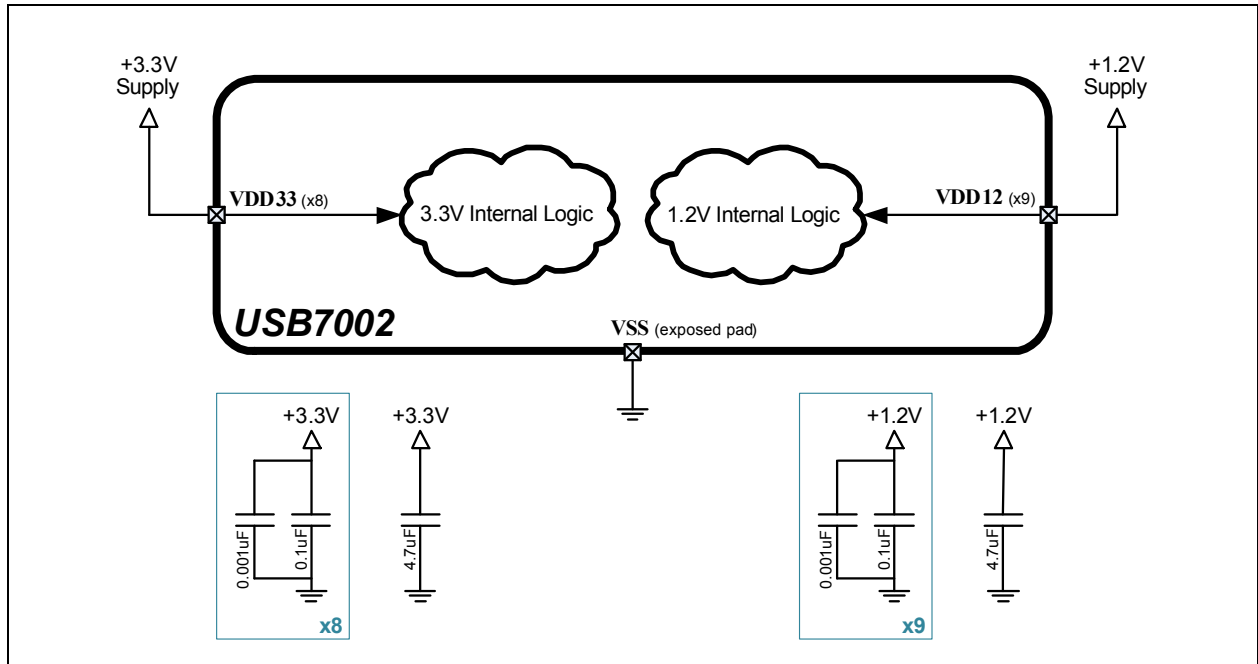 +3.3V
Supply
+1.2V
Supply
VDD33 (x8)
3.3V Internal Logic
1.2V Internal Logic
VDD12 (x9)
USB7002
VSS (exposed pad)
+3.3V
0.001uF
0.1uF
x8
+3.3V
4.7uF
+1.2V
0.001uF
0.1uF
x9
+1.2V
4.7uF